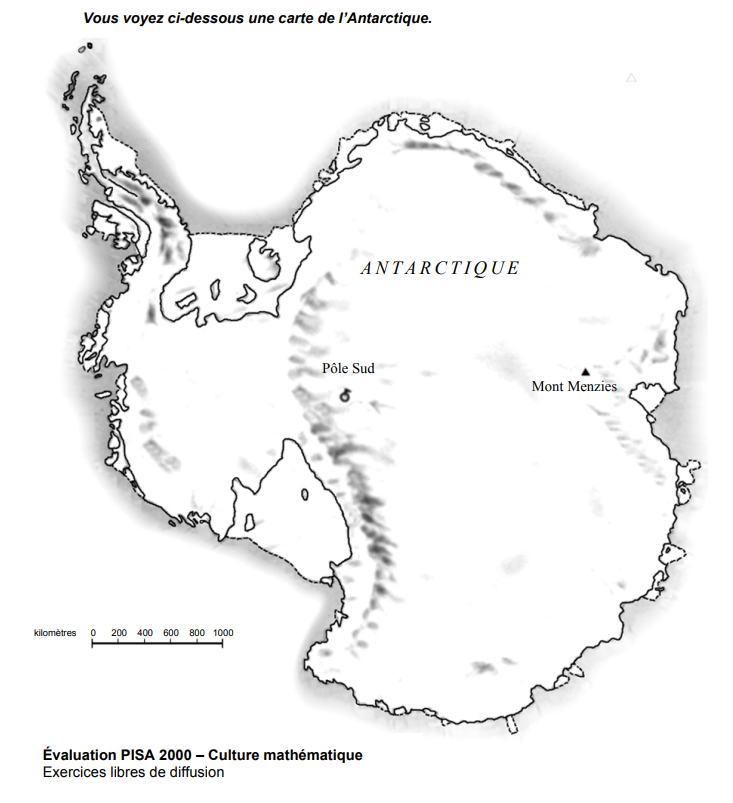 Vous voyez ci-dessous une carte de l’Antarctique.
ANTARCTIQUE
Pôle Sud
Mont Menzies
kilomètres 0 200 400 600 800 1000
Évaluation PISA 2000 – Culture mathématique
Exercices libres de diffusion